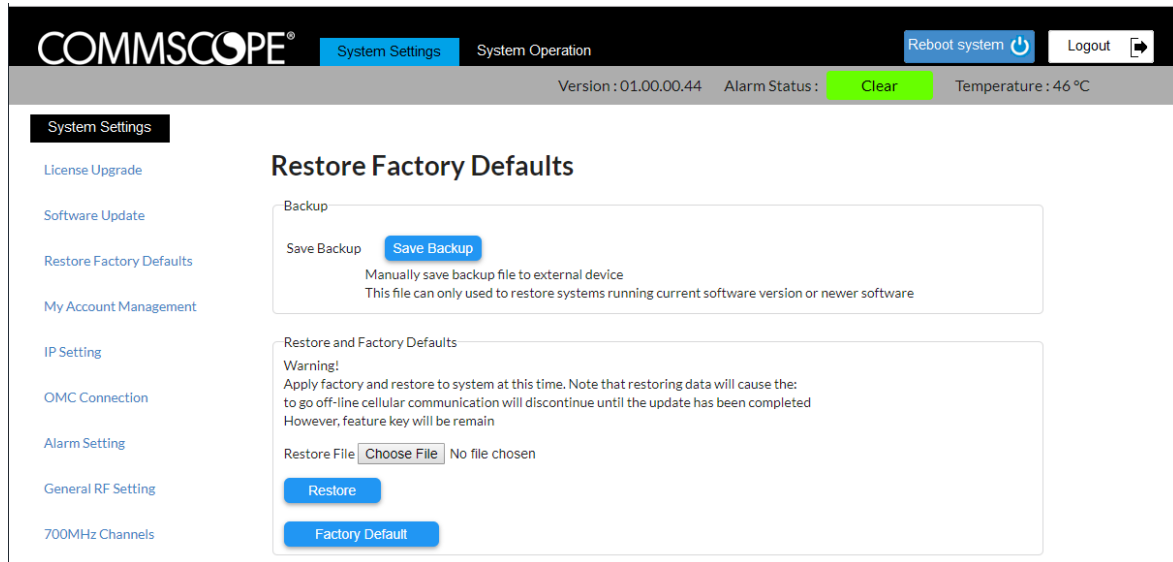 COMMSCOPE®
System Settings
System Operation
Reboot system
Logout
Version : 01.00.00.44
Alarm Status :
Clear
Temperature : 46 ºC
System Settings
License Upgrade
Software Update
Restore Factory Defaults
My Account Management
IP Setting
OMC Connection
Alarm Setting
General RF Setting
700MHz Channels
Restore Factory Defaults
Backup
Save Backup
Save Backup
Manually save backup file to external device
This file can only used to restore systems running current software version or newer software
Restore and Factory Defaults
Warning!
Apply factory and restore to system at this time. Note that restoring data will cause the:
to go off-line cellular communication will discontinue until the update has been completed
However, feature key will be remain
Restore File
Choose File
No file chosen
Restore
Factory Default